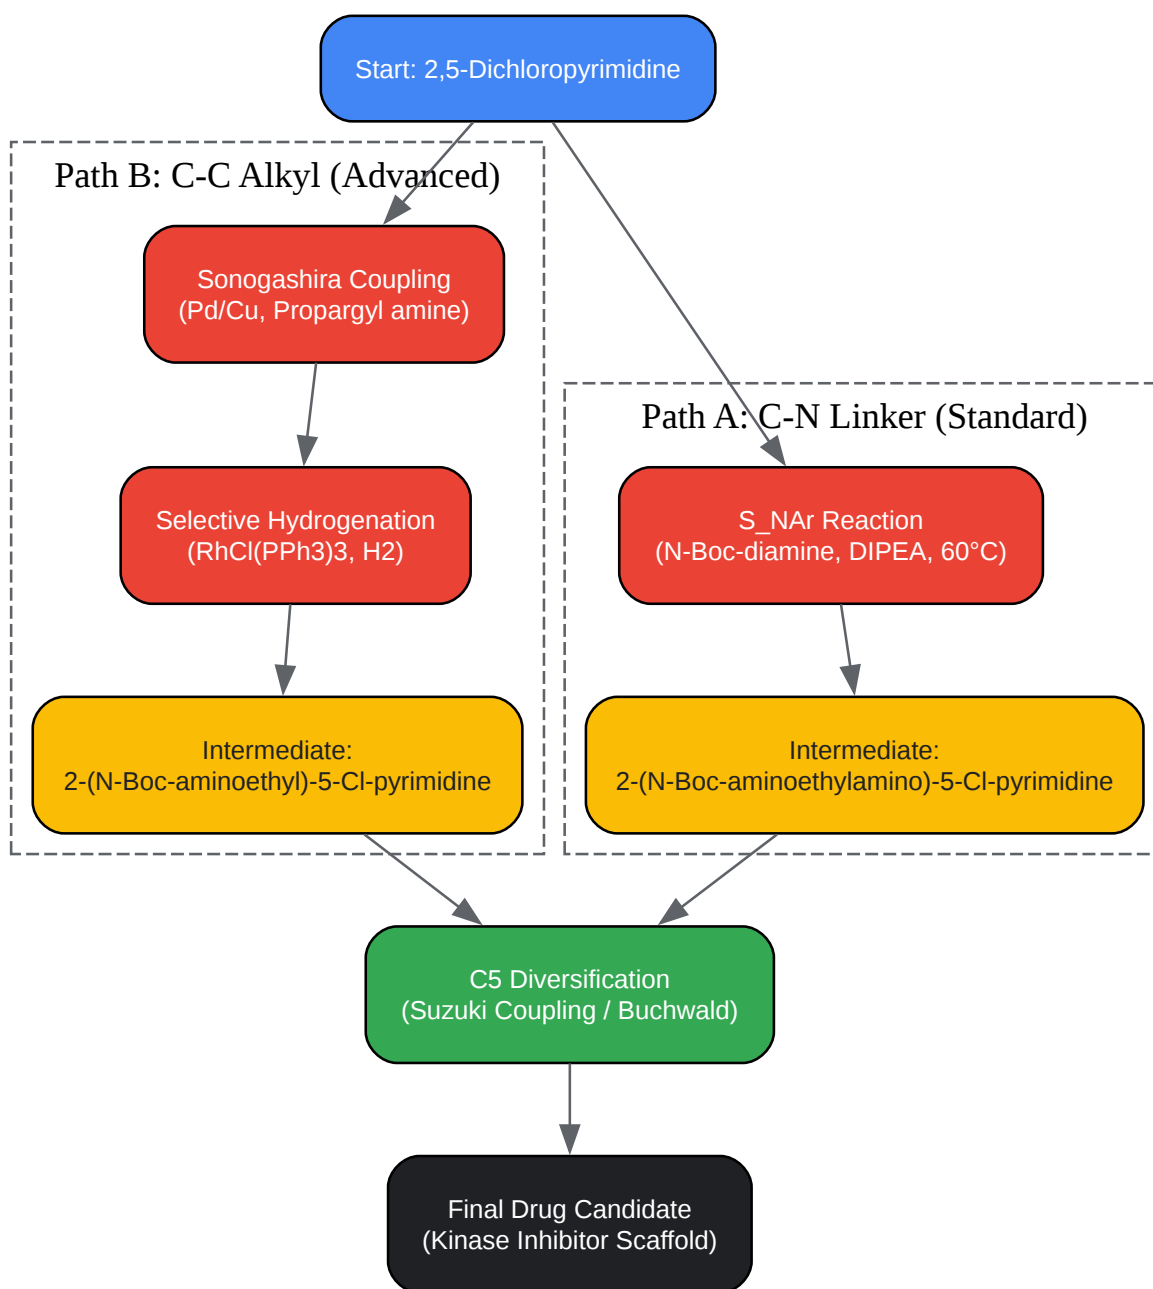 Start: 2,5-Dichloropyrimidine
Path B: C-C Alkyl (Advanced)
Sonogashira Coupling
(Pd/Cu, Propargyl amine)
Path A: C-N Linker (Standard)
Selective Hydrogenation
(RhCl(PPh3)3, H2)
S_NAr Reaction
(N-Boc-diamine, DIPEA, 60°C)
Intermediate:
2-(N-Boc-aminoethyl)-5-Cl-pyrimidine
Intermediate:
2-(N-Boc-aminoethylamino)-5-Cl-pyrimidine
C5 Diversification
(Suzuki Coupling / Buchwald)
Final Drug Candidate
(Kinase Inhibitor Scaffold)